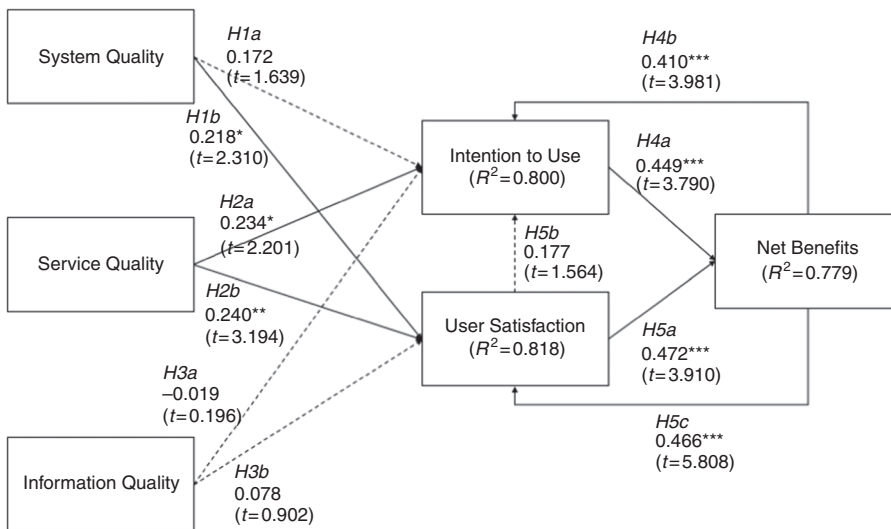 H1a
0.172
(t=1.639)
System Quality
H1b
0.218*
(t=2.310)
H4b
0.410***
(t=3.981)
Intention to Use
(R²=0.800)
H4a
0.449***
(t=3.790)
H2a
0.234*
(t=2.201)
Service Quality
H2b
0.240**
(t=3.194)
H5b
0.177
(t=1.564)
Net Benefits
(R²=0.779)
User Satisfaction
(R²=0.818)
H5a
0.472***
(t=3.910)
H3a
–0.019
(t=0.196)
H5c
0.466***
(t=5.808)
Information Quality
H3b
0.078
(t=0.902)